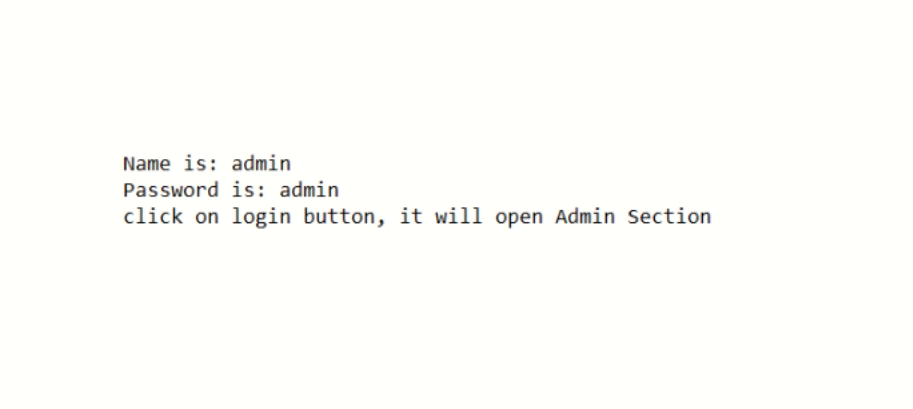 Name is: admin
Password is: admin
click on login button, it will open Admin Section